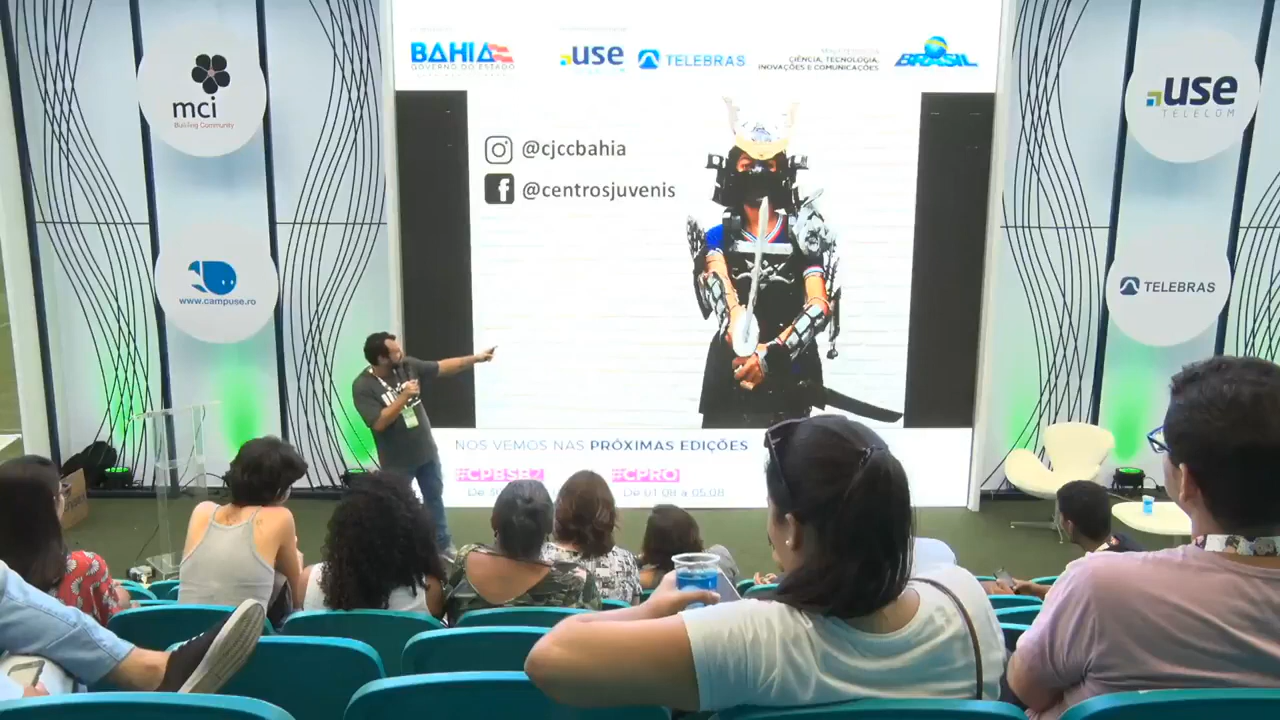 BAHIA
GOVERNO DO ESTADO
use
TELEBRAS
CIÊNCIA, TECNOLOGIA,
INOVAÇÕES E COMUNICAÇÕES
BRASIL
mci
Building Community
www.campuse.ro
use
TELECOM
TELEBRAS
@cjccbahia
@centrosjuvenis
NOS VEMOS NAS PRÓXIMAS EDIÇÕES
#CPRO
De 01.08 a 05.08